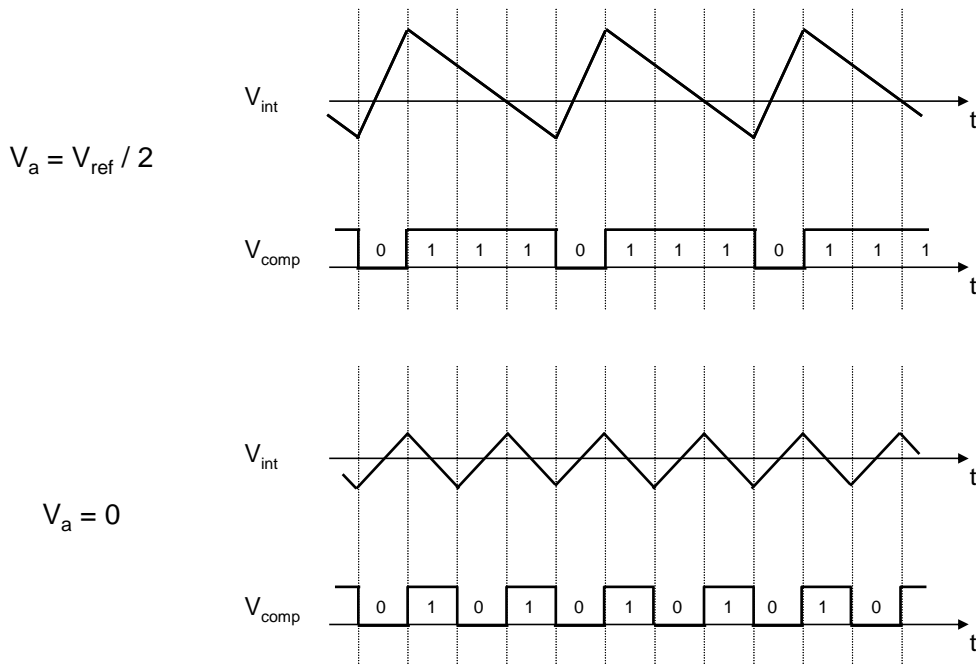 V_int
t
V_a = V_ref / 2
V_comp 0 1 1 1 0 1 1 1 0 1 1 1
t
V_int
t
V_a = 0
V_comp 0 1 0 1 0 1 0 1 0 1 0
t